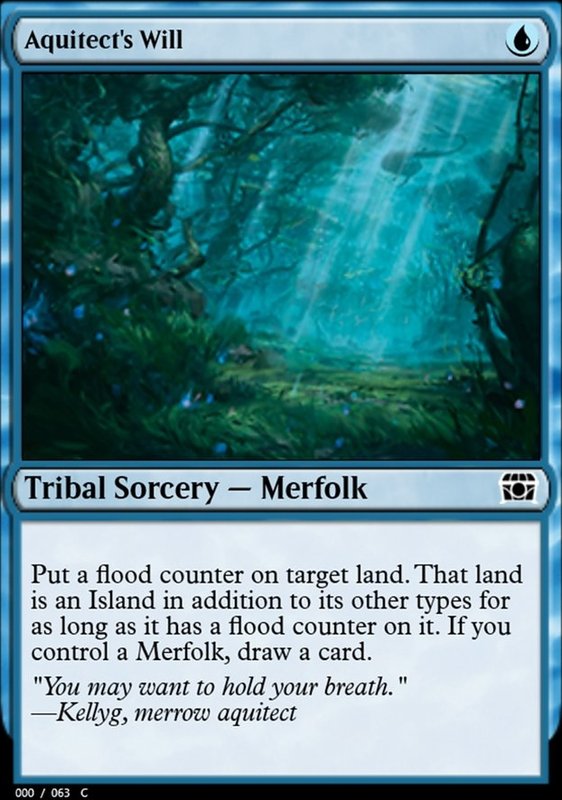 Aquitect's Will
Tribal Sorcery — Merfolk
Put a flood counter on target land. That land
is an Island in addition to its other types for
as long as it has a flood counter on it. If you
control a Merfolk, draw a card.
"You may want to hold your breath."
—Kellyg, merrow aquitect
000 / 063 C